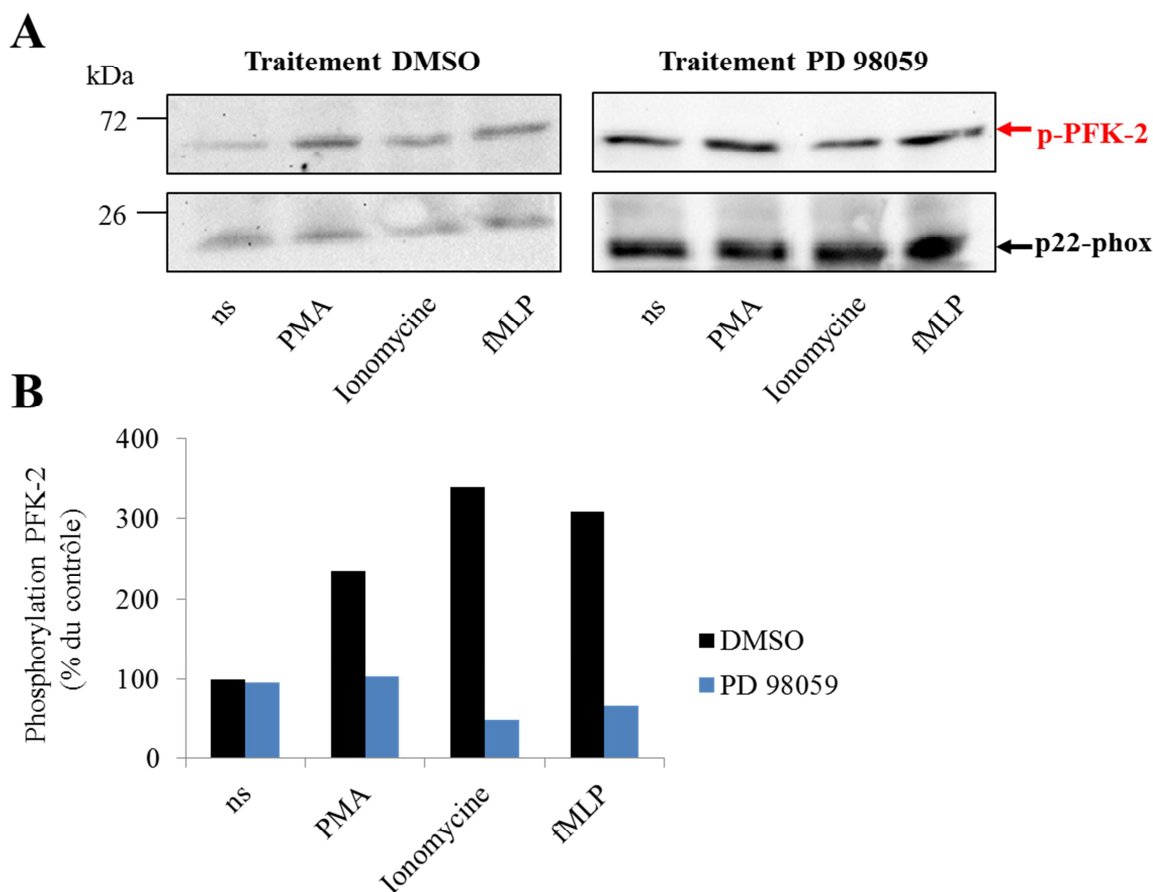 A
Traitement DMSO
Traitement PD 98059
kDa
72
p-PFK-2
26
p22-phox
ns
PMA
Ionomycine
fMLP
ns
PMA
Ionomycine
fMLP
B
Phosphorylation PFK-2
(% du contrôle)
400
300
200
100
0
DMSO
PD 98059
ns
PMA
Ionomycine
fMLP